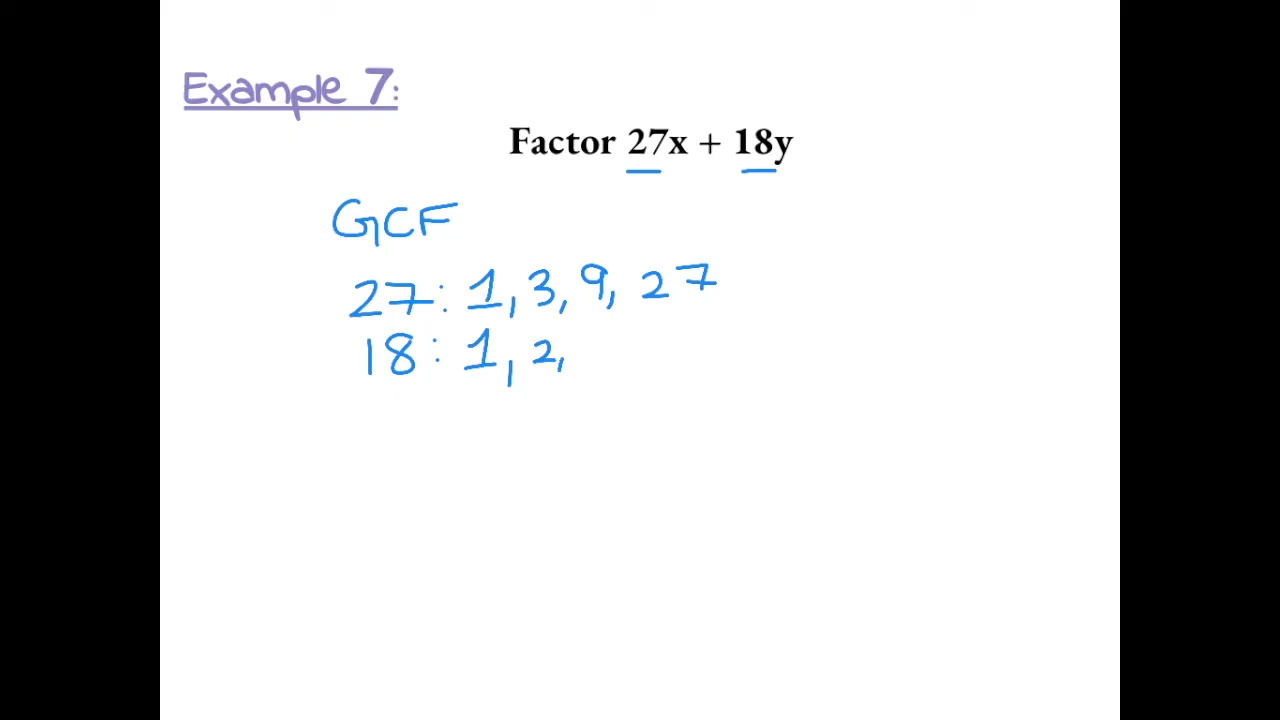 Example 7:
Factor 27x + 18y
GCF
27: 1, 3, 9, 27
18: 1, 2,